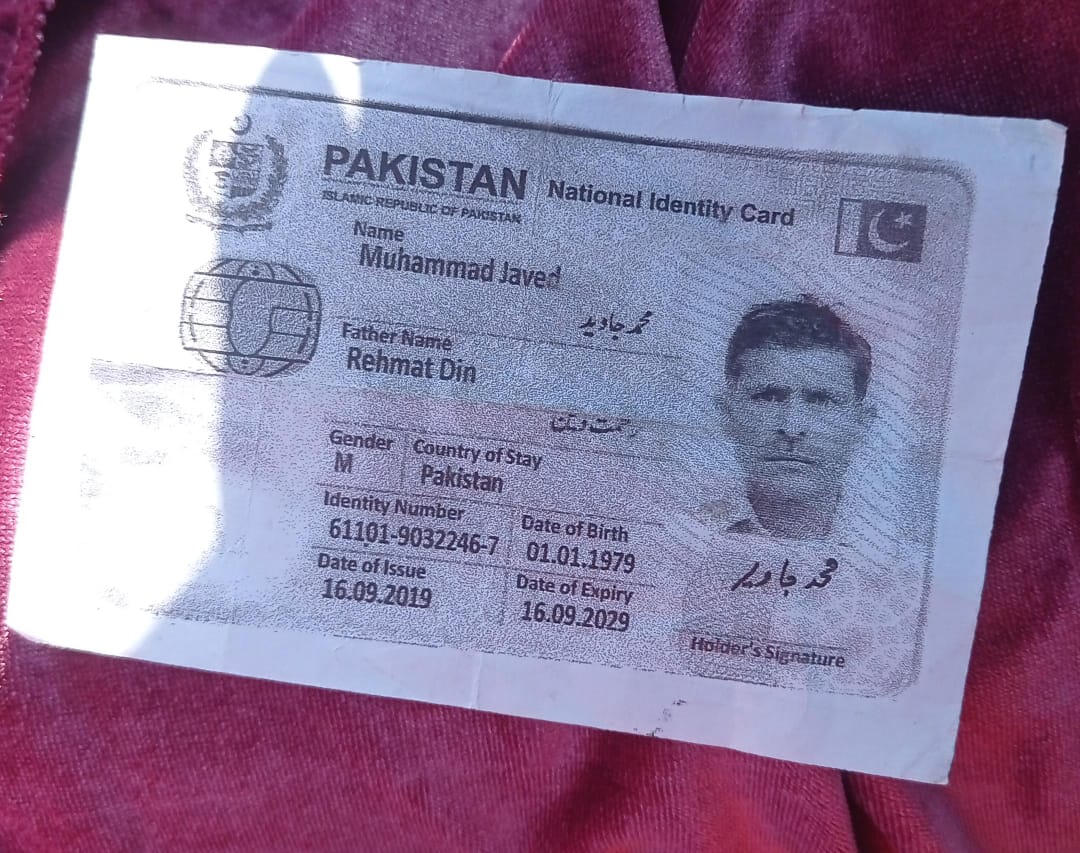 PAKISTAN National Identity Card
ISLAMIC REPUBLIC OF PAKISTAN
Name
Muhammad Javed
محمد جاوید
Father Name
Rehmat Din
رحمت دین
Gender Country of Stay
M Pakistan
Identity Number Date of Birth
61101-9032246-7 01.01.1979
Date of Issue Date of Expiry
16.09.2019 16.09.2029
محمد جاوید
Holder's Signature